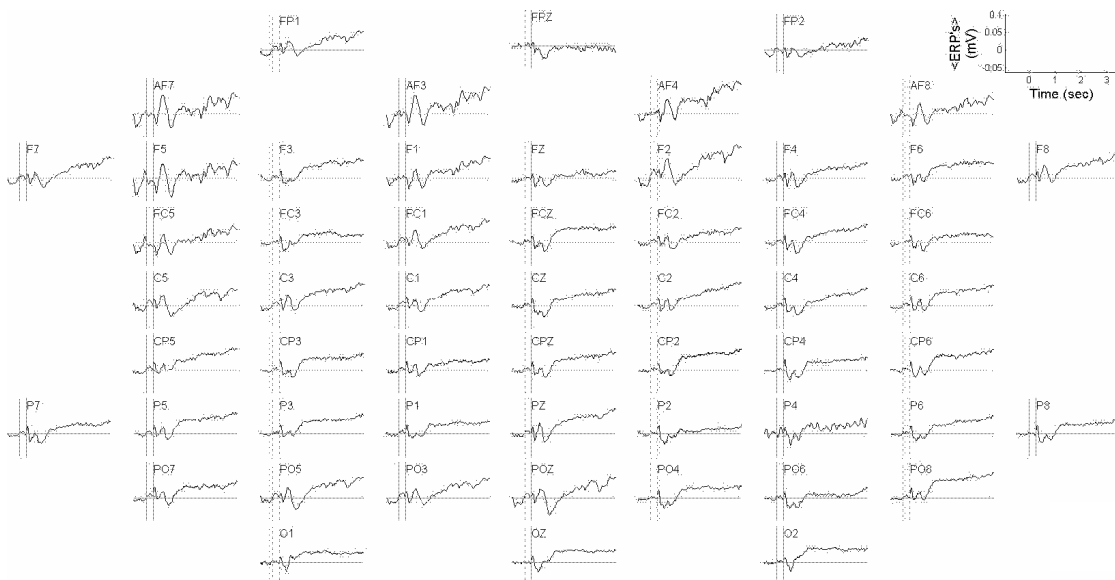 FP1 FPZ FP2
0.1
0
-0.05
<ERP's>
(mV)
0 1 2 3
Time (sec)
AF7 AF3 AF4 AF8
F7 F5 F3 F1 FZ F2 F4 F6 F8
FC5 FC3 FC1 FCZ FC2 FC4 FC6
C5 C3 C1 CZ C2 C4 C6
CP5 CP3 CP1 CPZ CP2 CP4 CP6
P7 P5 P3 P1 PZ P2 P4 P6 P8
PO7 PO5 PO3 POZ PO4 PO6 PO8
O1 OZ O2